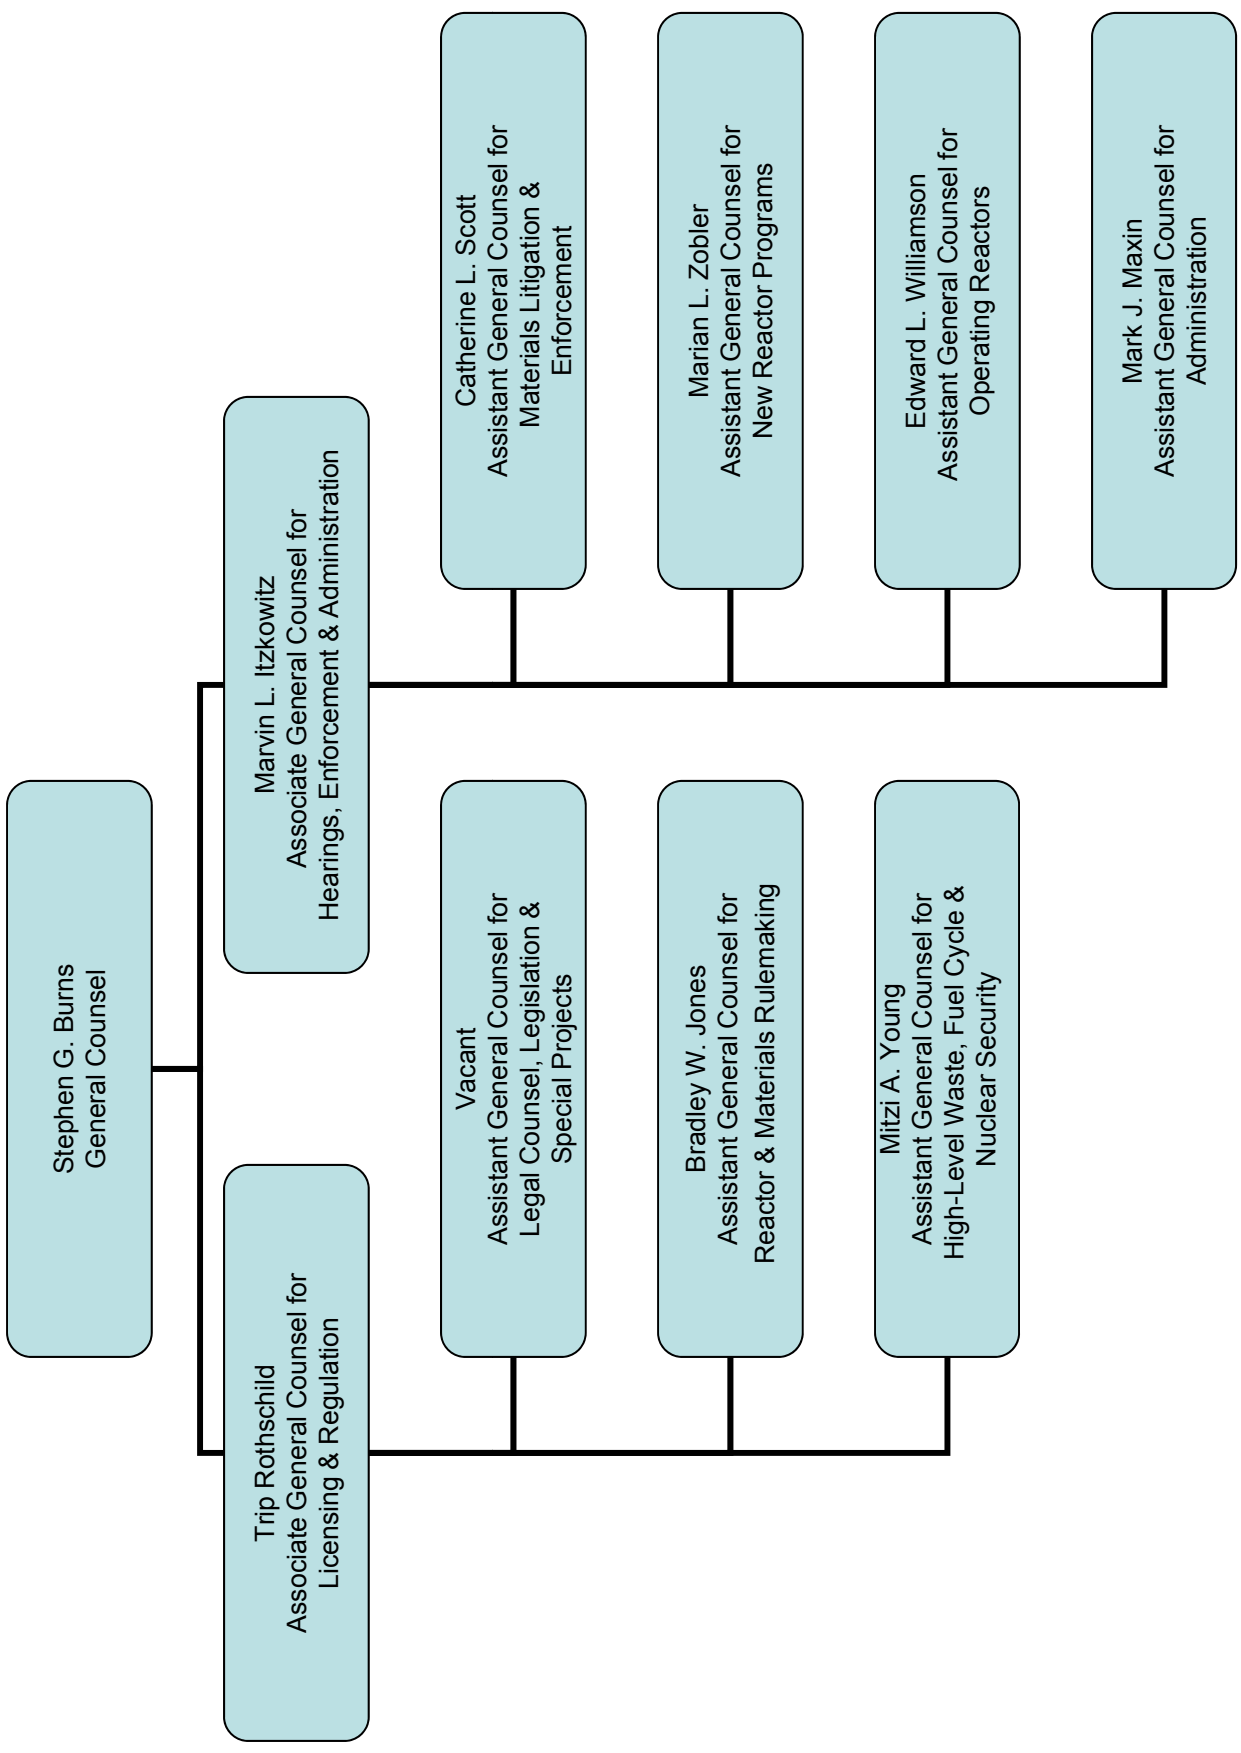 Stephen G. Burns
General Counsel
Trip Rothschild
Associate General Counsel for
Licensing & Regulation
Marvin L. Itzkowitz
Associate General Counsel for
Hearings, Enforcement & Administration
Vacant
Assistant General Counsel for
Legal Counsel, Legislation &
Special Projects
Bradley W. Jones
Assistant General Counsel for
Reactor & Materials Rulemaking
Mitzi A. Young
Assistant General Counsel for
High-Level Waste, Fuel Cycle &
Nuclear Security
Catherine L. Scott
Assistant General Counsel for
Materials Litigation &
Enforcement
Marian L. Zobler
Assistant General Counsel for
New Reactor Programs
Edward L. Williamson
Assistant General Counsel for
Operating Reactors
Mark J. Maxin
Assistant General Counsel for
Administration